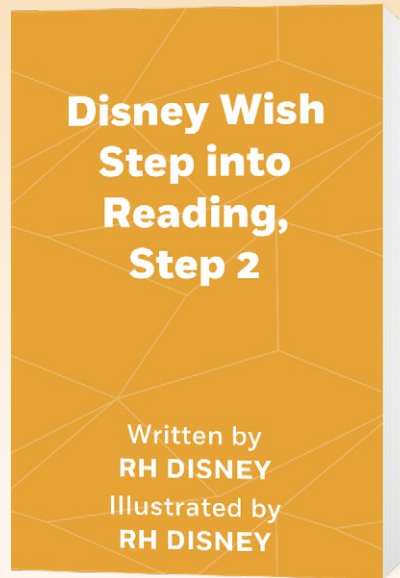 Disney Wish
Step into
Reading,
Step 2
Written by
RH DISNEY
Illustrated by
RH DISNEY